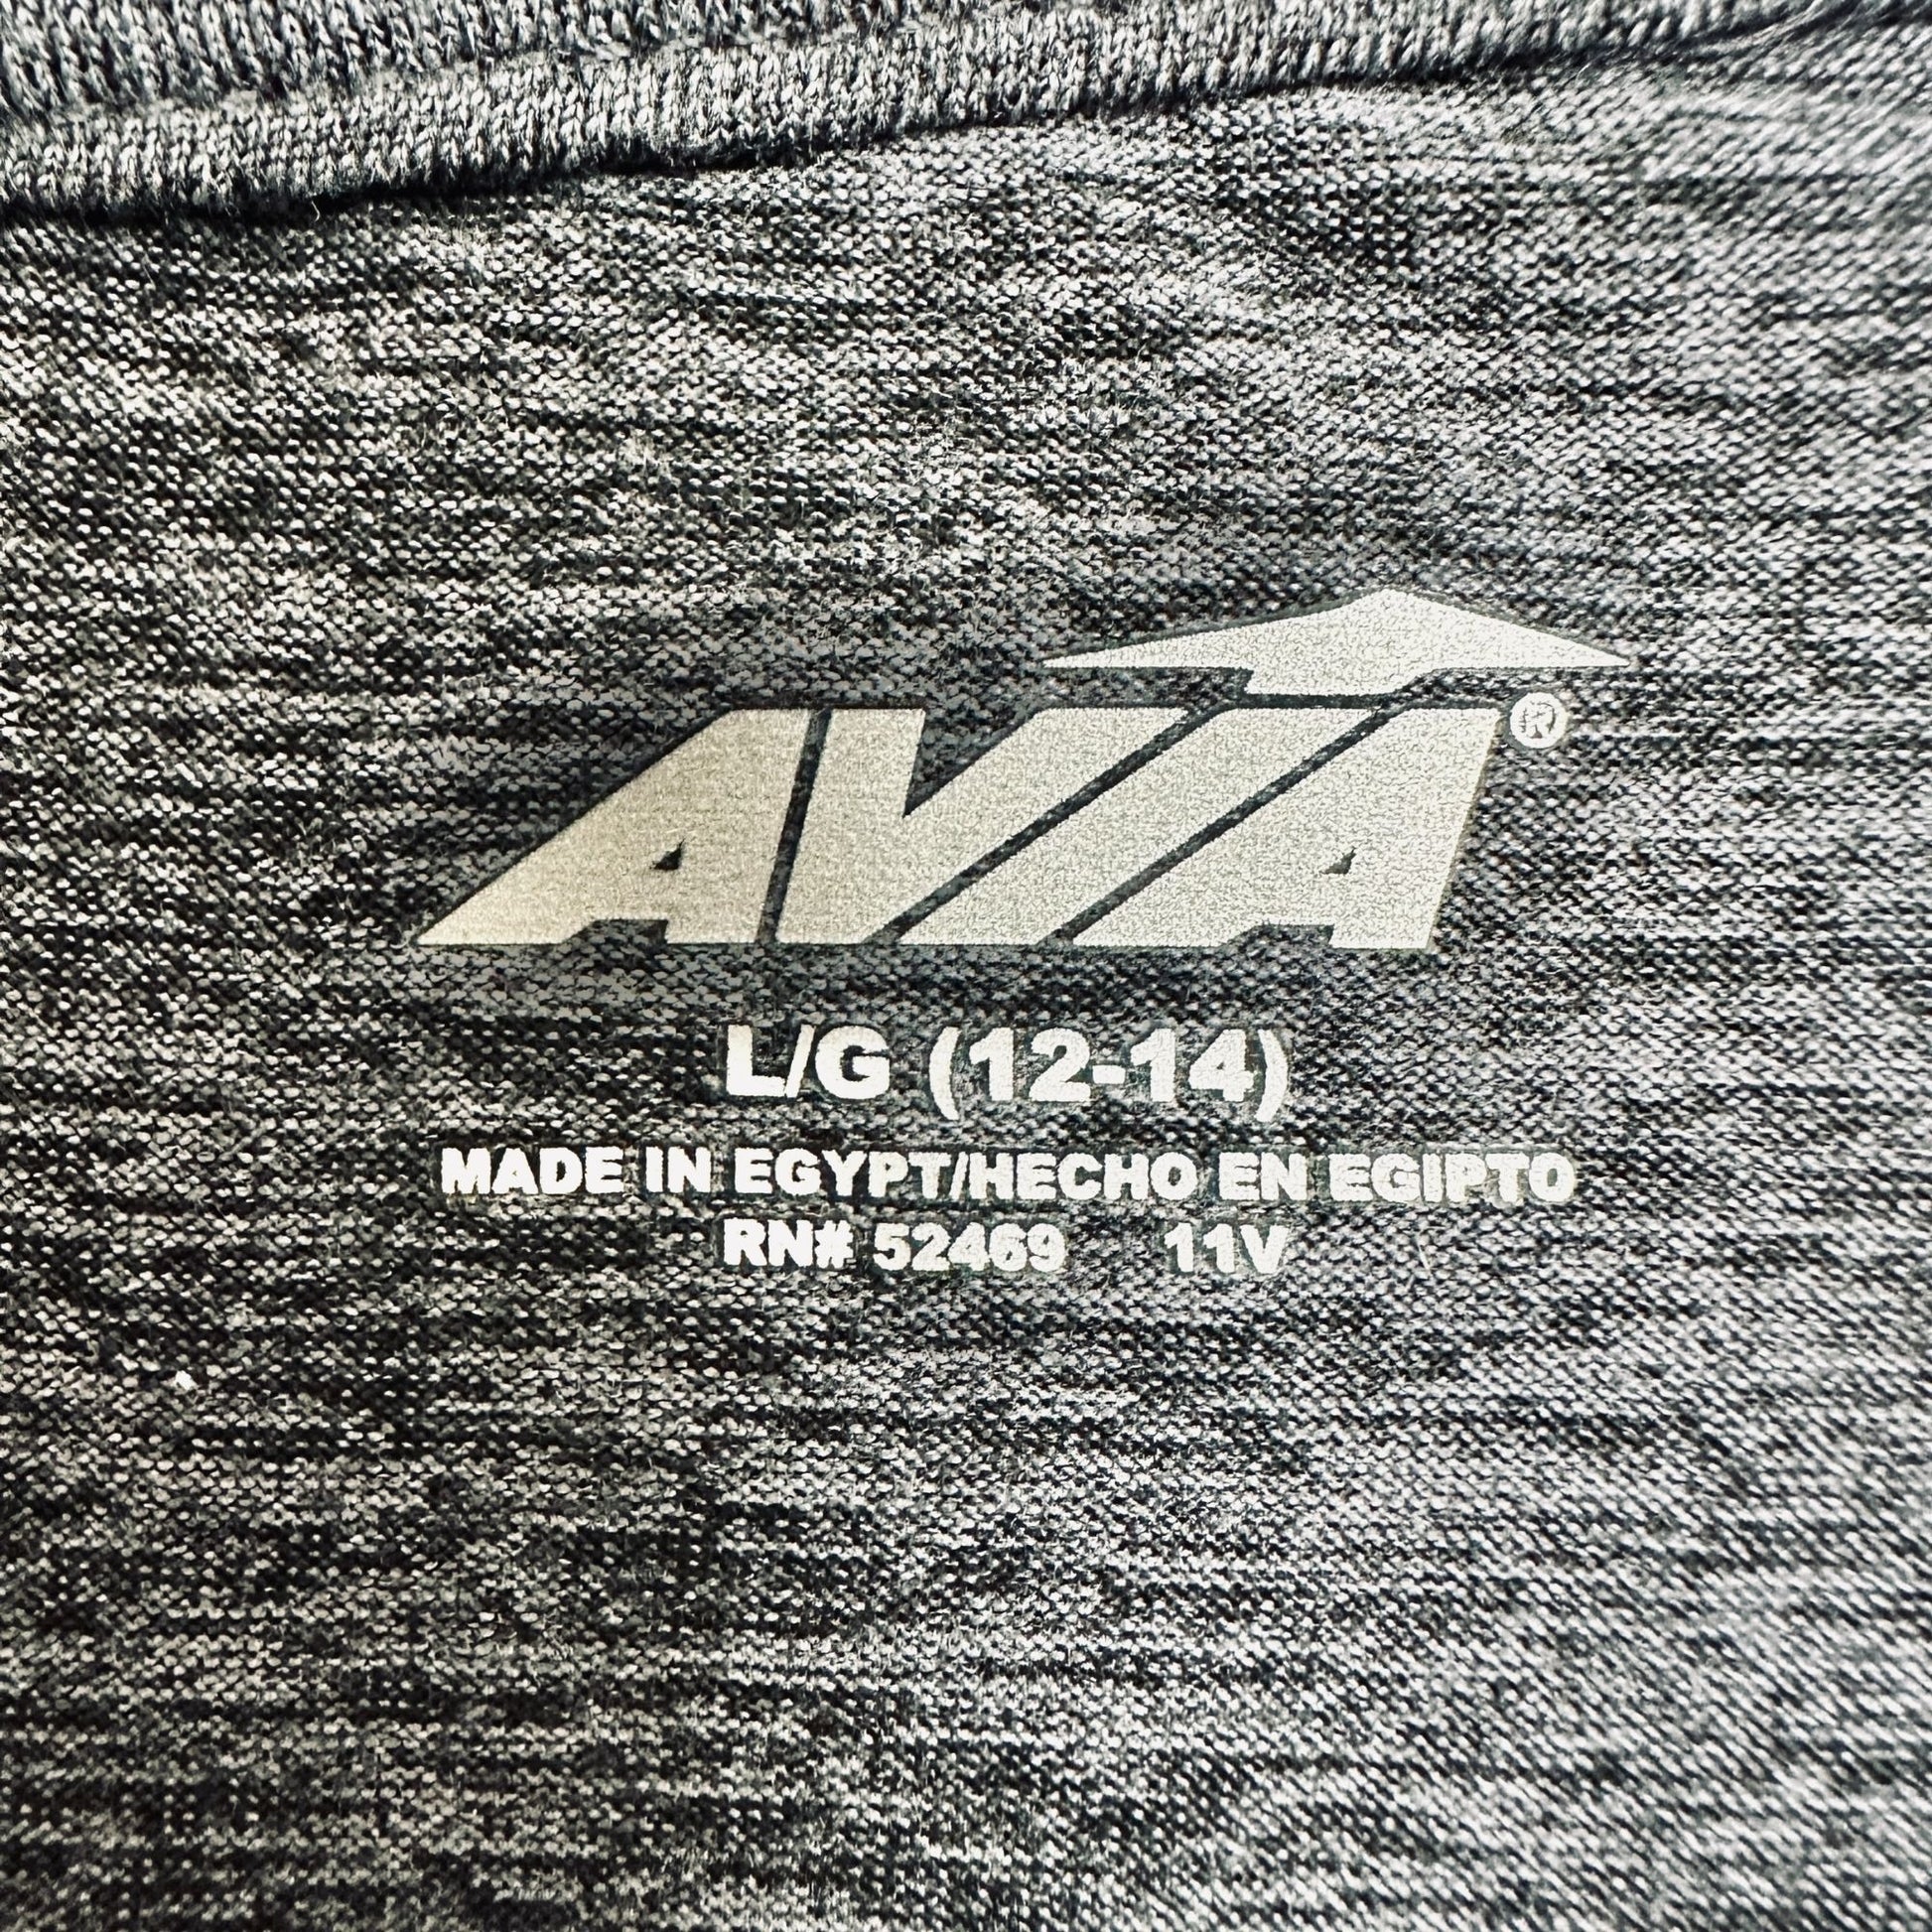 AVIA®
L/G (12-14)
MADE IN EGYPT/HECHO EN EGIPTO
RN# 52469 11V